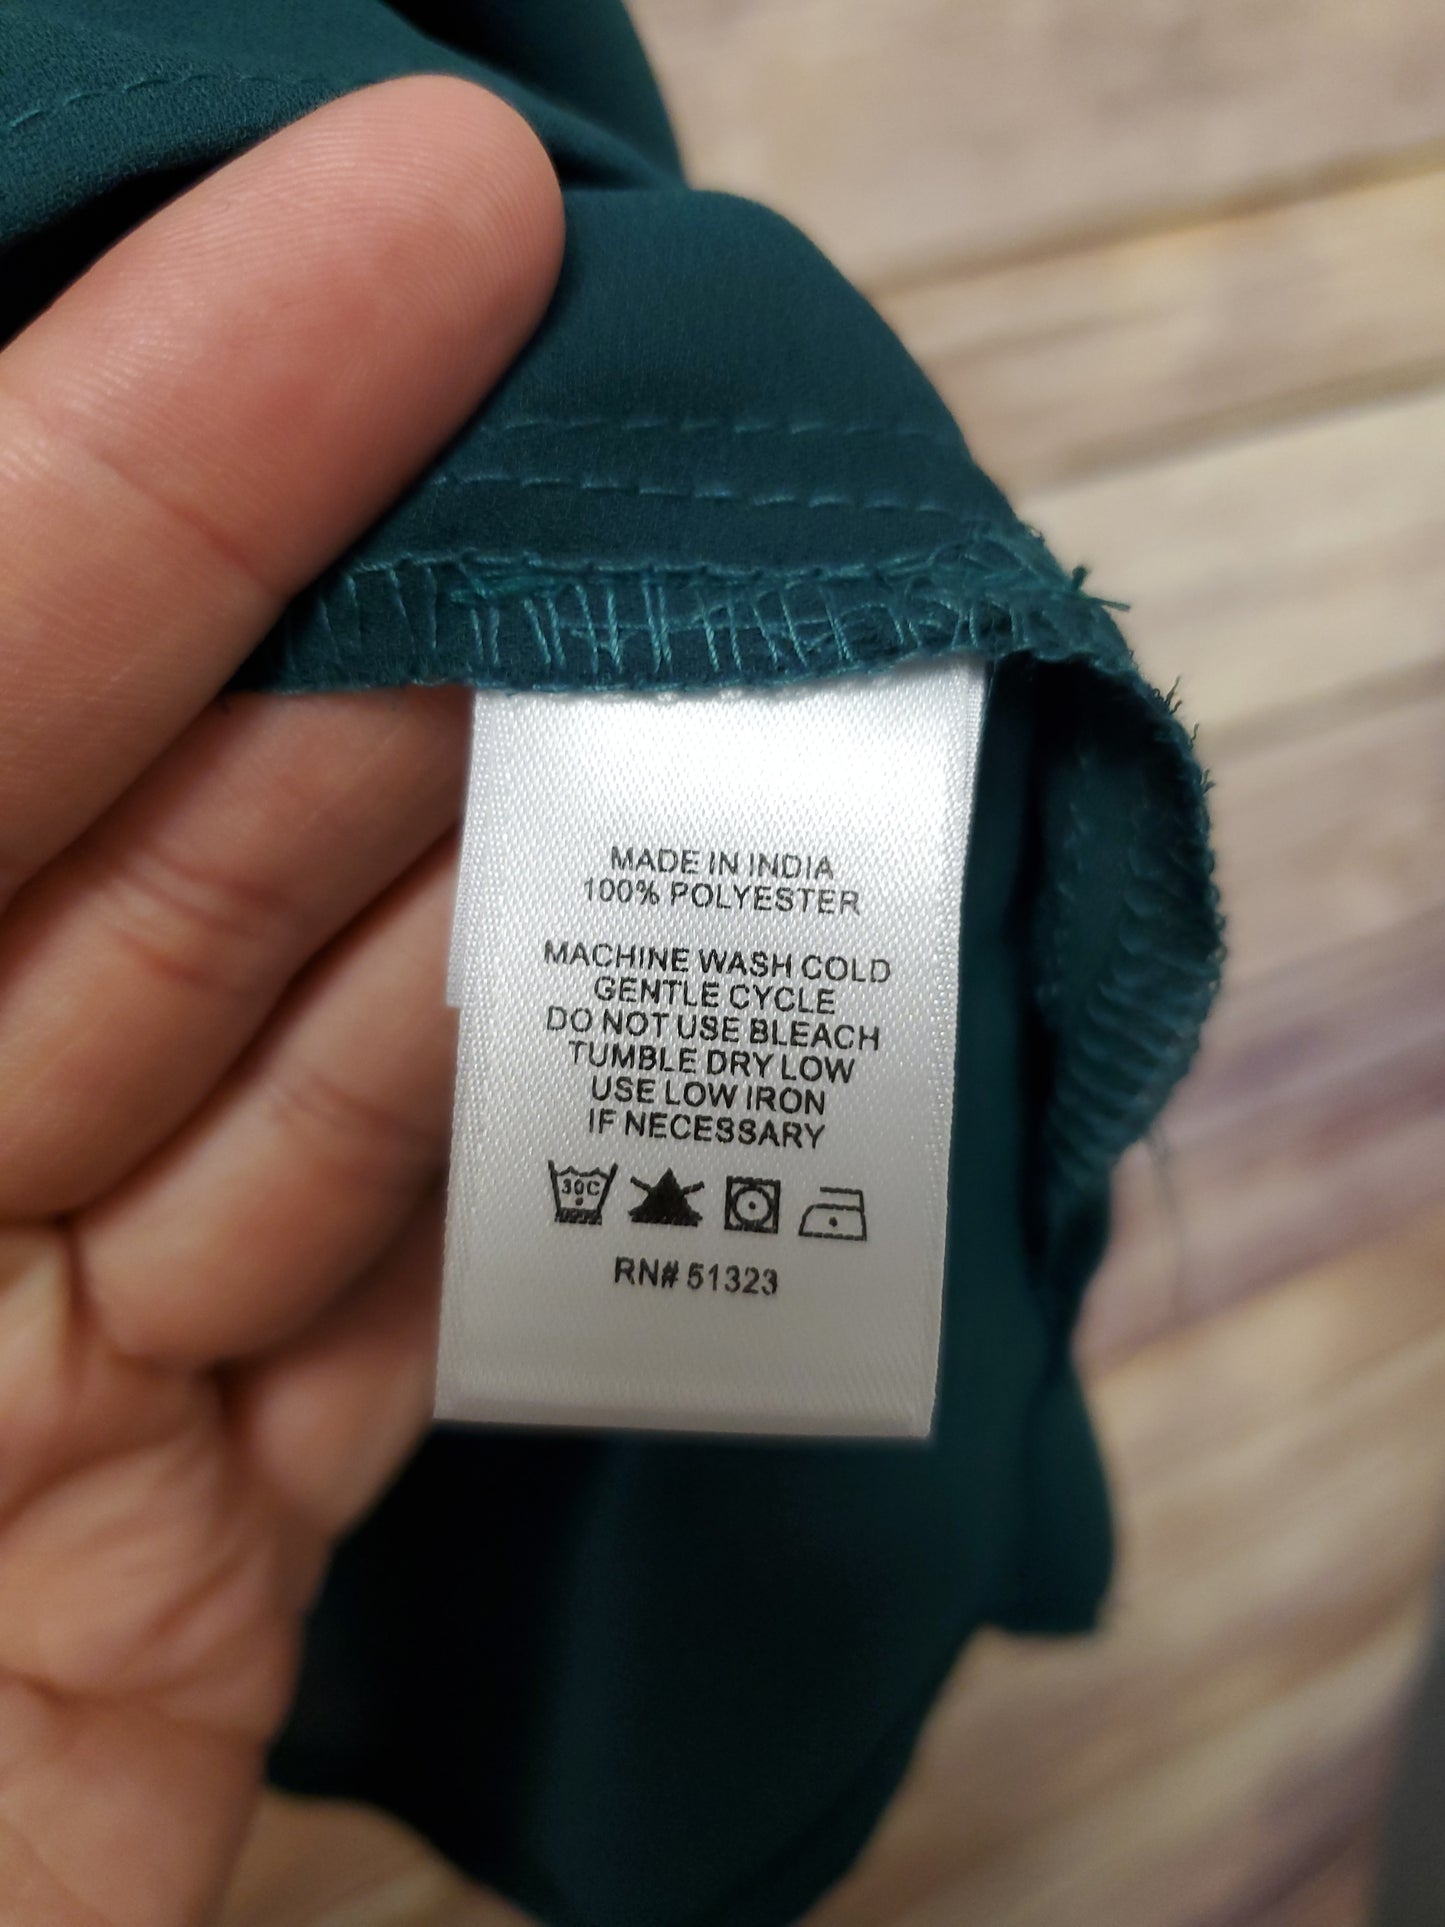 MADE IN INDIA
100% POLYESTER
MACHINE WASH COLD
GENTLE CYCLE
DO NOT USE BLEACH
TUMBLE DRY LOW
USE LOW IRON
IF NECESSARY
30C
RN# 51323